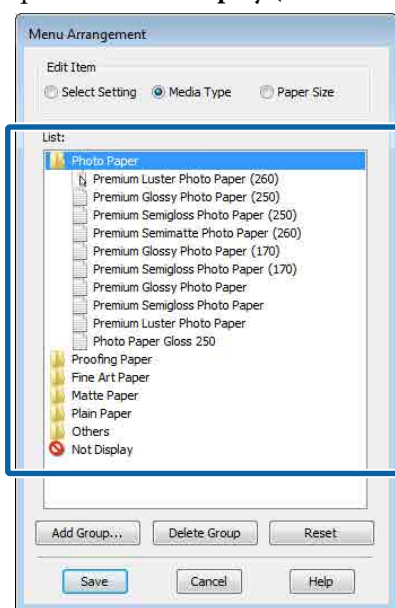 Menu Arrangement
Edit Item
Select Setting Media Type Paper Size
List:
Photo Paper
Premium Luster Photo Paper (260)
Premium Glossy Photo Paper (250)
Premium Semigloss Photo Paper (250)
Premium Semimatte Photo Paper (260)
Premium Glossy Photo Paper (170)
Premium Semigloss Photo Paper (170)
Premium Glossy Photo Paper
Premium Semigloss Photo Paper
Premium Luster Photo Paper
Photo Paper Gloss 250
Proofing Paper
Fine Art Paper
Matte Paper
Plain Paper
Others
Not Display
Add Group... Delete Group Reset
Save Cancel Help